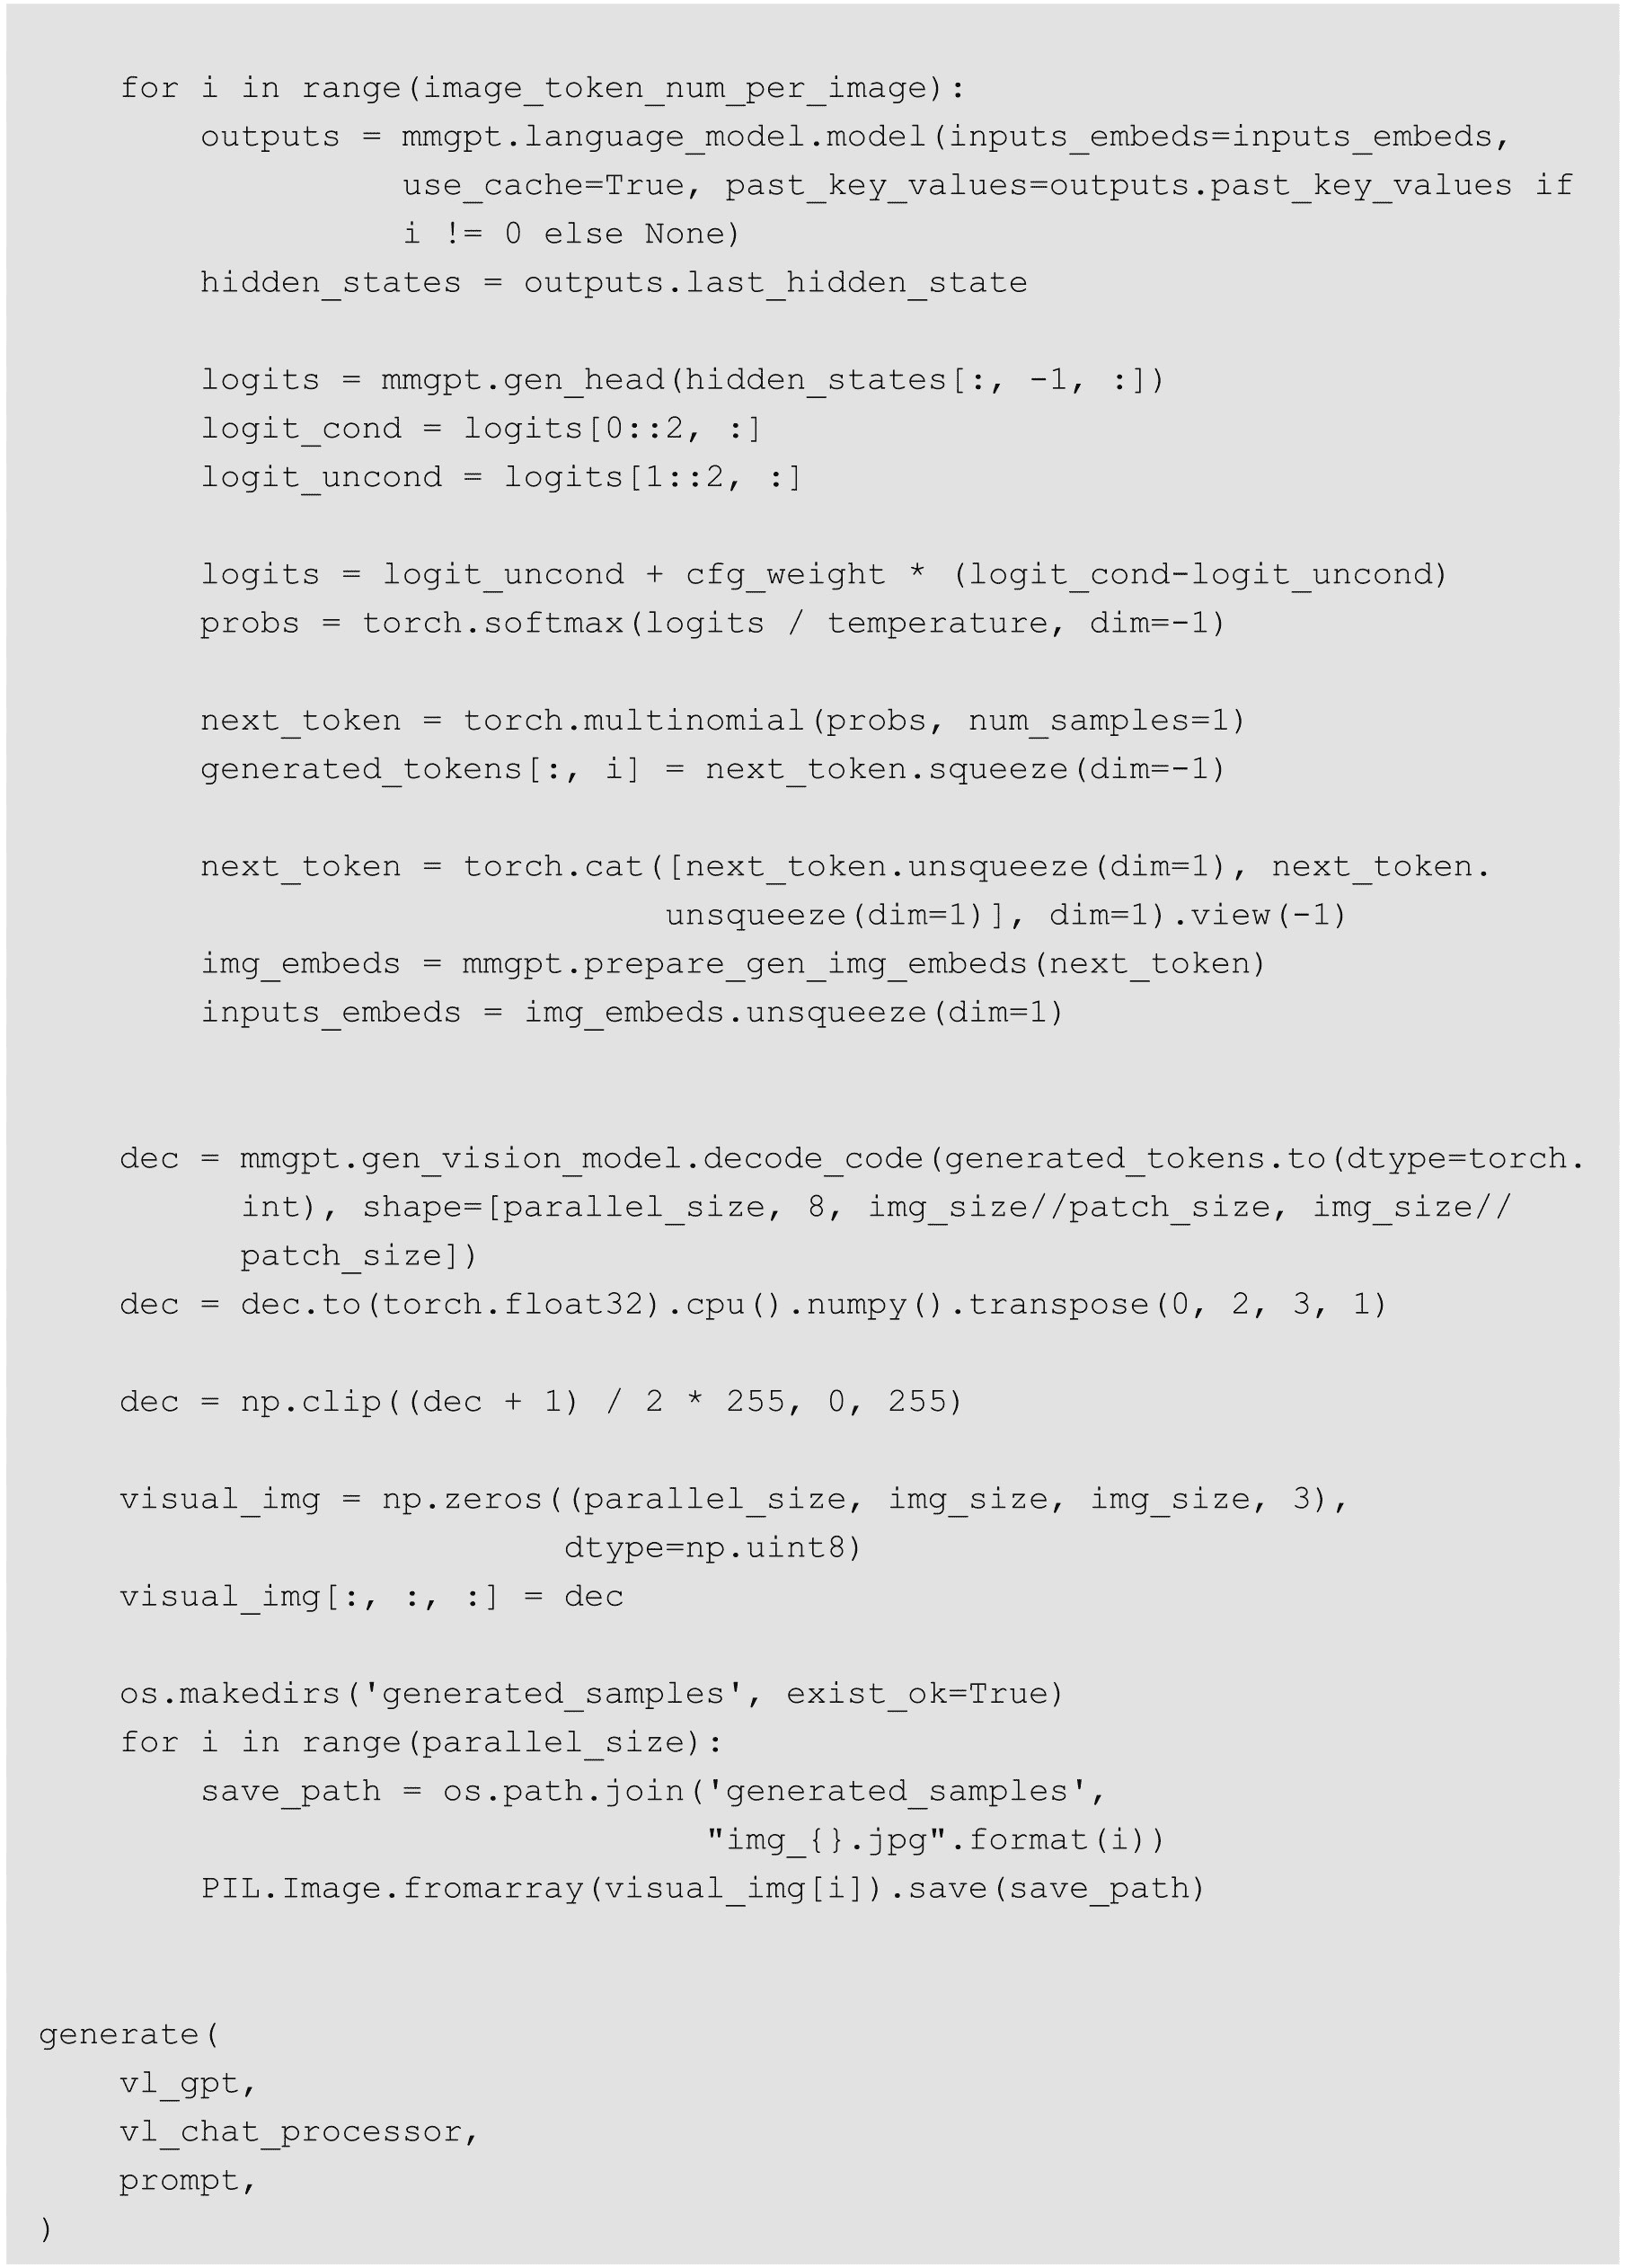 for i in range(image_token_num_per_image):
outputs = mmgpt.language_model.model(inputs_embeds=inputs_embeds,
use_cache=True, past_key_values=outputs.past_key_values if
i != 0 else None)
hidden_states = outputs.last_hidden_state
logits = mmgpt.gen_head(hidden_states[:, -1, :])
logit_cond = logits[0::2, :]
logit_uncond = logits[1::2, :]
logits = logit_uncond + cfg_weight * (logit_cond-logit_uncond)
probs = torch.softmax(logits / temperature, dim=-1)
next_token = torch.multinomial(probs, num_samples=1)
generated_tokens[:, i] = next_token.squeeze(dim=-1)
next_token = torch.cat([next_token.unsqueeze(dim=1), next_token.
unsqueeze(dim=1)], dim=1).view(-1)
img_embeds = mmgpt.prepare_gen_img_embeds(next_token)
inputs_embeds = img_embeds.unsqueeze(dim=1)
dec = mmgpt.gen_vision_model.decode_code(generated_tokens.to(dtype=torch.
int), shape=[parallel_size, 8, img_size//patch_size, img_size//
patch_size])
dec = dec.to(torch.float32).cpu().numpy().transpose(0, 2, 3, 1)
dec = np.clip((dec + 1) / 2 * 255, 0, 255)
visual_img = np.zeros((parallel_size, img_size, img_size, 3),
dtype=np.uint8)
visual_img[:, :, :] = dec
os.makedirs('generated_samples', exist_ok=True)
for i in range(parallel_size):
save_path = os.path.join('generated_samples',
"img_{}.jpg".format(i))
PIL.Image.fromarray(visual_img[i]).save(save_path)
generate(
vl_gpt,
vl_chat_processor,
prompt,
)